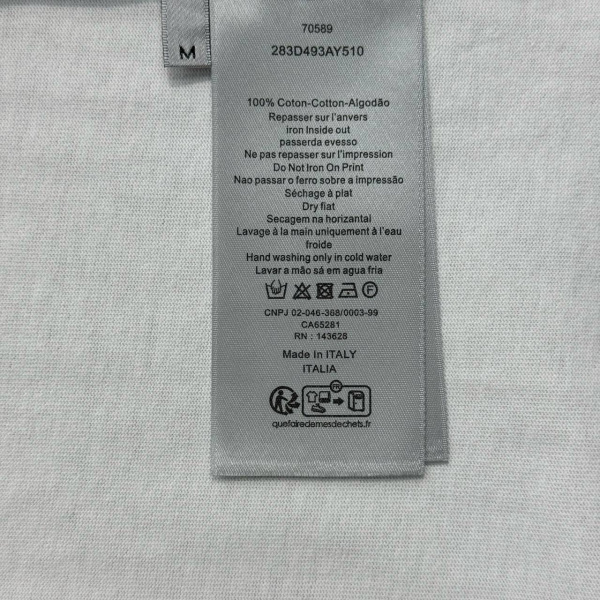 M
70589
283D493AY510
100% Coton-Cotton-Algodão
Repasser sur l'anvers
iron Inside out
passerda evesso
Ne pas repasser sur l'impression
Do Not Iron On Print
Nao passar o ferro sobre a impressão
Séchage à plat
Dry fiat
Secagem na horizantai
Lavage à la main uniquement à l'eau
froide
Hand washing only in cold water
Lavar a mão sá em agua fria
F
CNPJ 02-046-368/0003-99
CA65281
RN : 143628
Made In ITALY
ITALIA
FR
quefairedemesdechets.fr